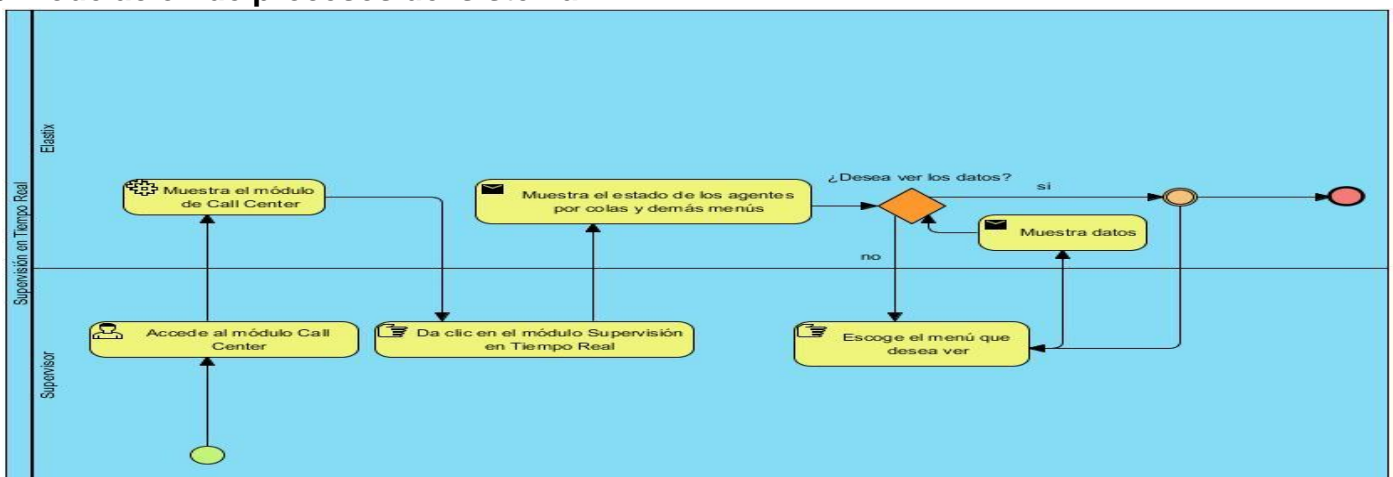 Supervisión en Tiempo Real
Elastix
Muestra el módulo
de Call Center
Muestra el estado de los agentes
por colas y demás menús
¿Desea ver los datos?
si
Muestra datos
no
Supervisor
Accede al módulo Call
Center
Da clic en el módulo Supervisión
en Tiempo Real
Escoge el menú que
desea ver